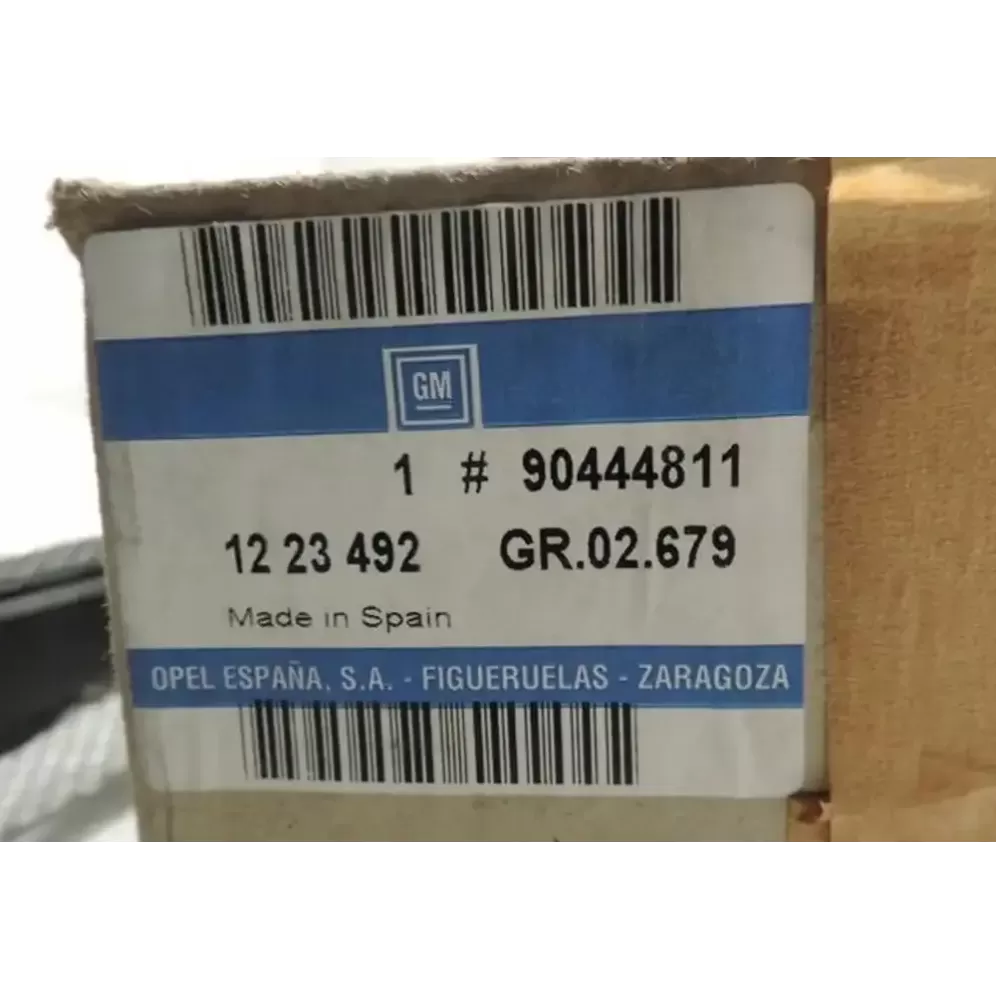 GM
1 # 90444811
12 23 492 GR.02.679
Made in Spain
OPEL ESPAÑA, S.A. - FIGUERUELAS - ZARAGOZA